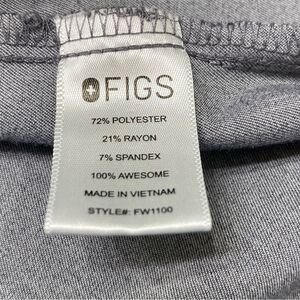 FIGS
72% POLYESTER
21% RAYON
7% SPANDEX
100% AWESOME
MADE IN VIETNAM
STYLE#: FW1100